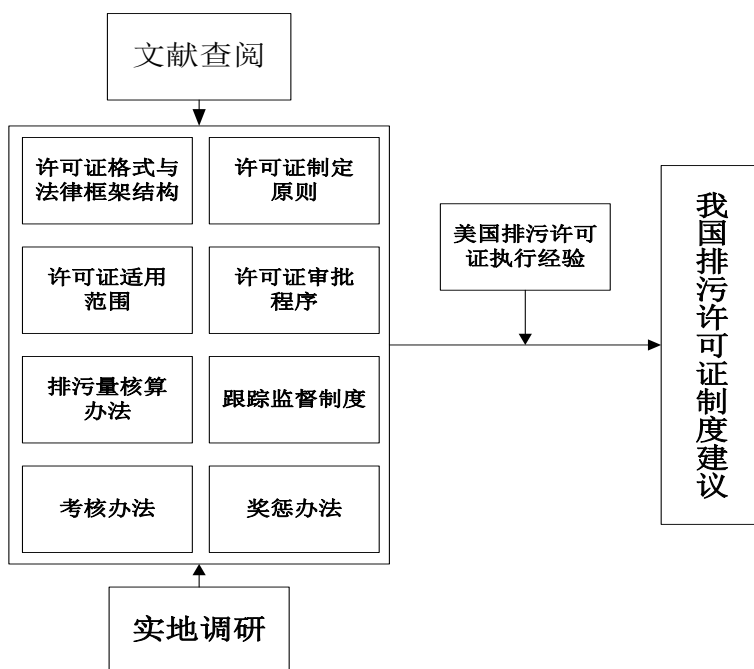 文献查阅
许可证格式与
法律框架结构
许可证制定
原则
许可证适用
范围
许可证审批
程序
排污量核算
办法
跟踪监督制度
考核办法
奖惩办法
实地调研
美国排污许可
证执行经验
我国排污许可证制度建议